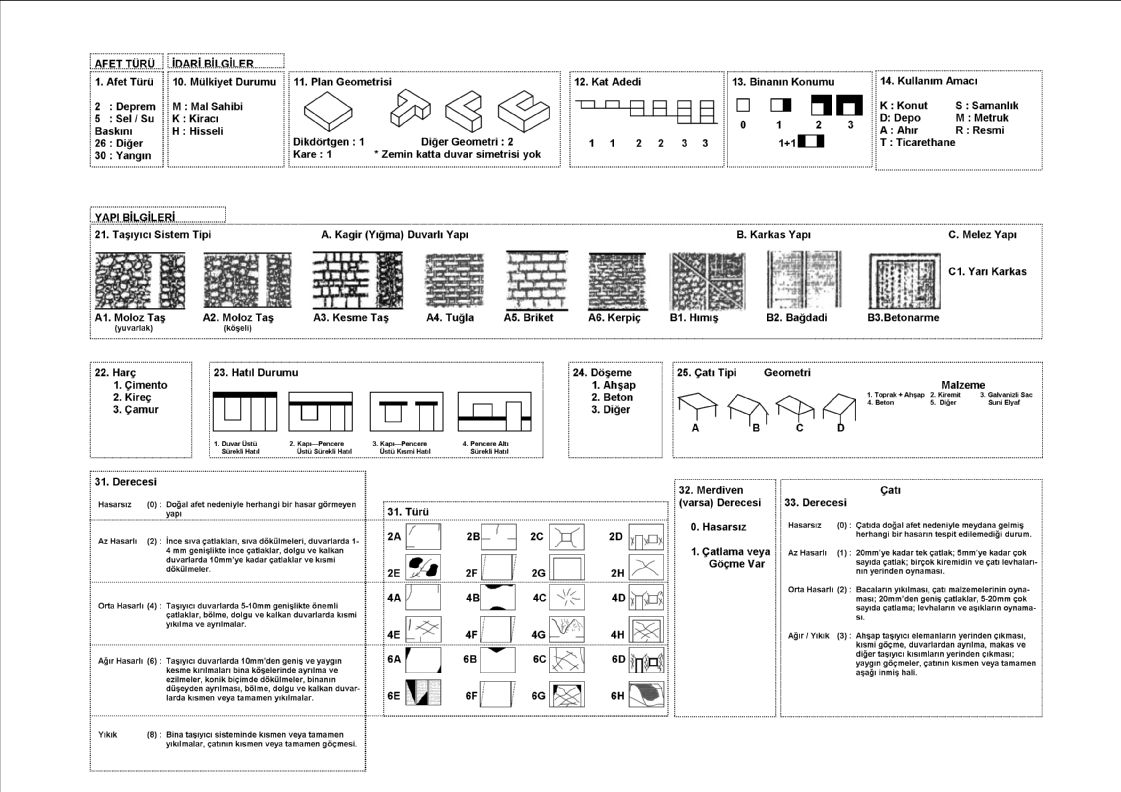 AFET TÜRÜ
İDARİ BİLGİLER
1. Afet Türü
2 : Deprem
5 : Sel / Su
Baskını
26 : Diğer
30 : Yangın
10. Mülkiyet Durumu
M : Mal Sahibi
K : Kiracı
H : Hisseli
11. Plan Geometrisi
Dikdörtgen : 1
Kare : 1
Diğer Geometri : 2
* Zemin katta duvar simetrisi yok
12. Kat Adedi
1 1 2 2 3 3
13. Binanın Konumu
0 1 2 3
1+1
14. Kullanım Amacı
K : Konut S : Samanlık
D: Depo M : Metruk
A : Ahır R : Resmi
T : Ticarethane
YAPI BİLGİLERİ
21. Taşıyıcı Sistem Tipi
A. Kagir (Yığma) Duvarlı Yapı
B. Karkas Yapı
C. Melez Yapı
C1. Yarı Karkas
A1. Moloz Taş
(yuvarlak)
A2. Moloz Taş
(köşeli)
A3. Kesme Taş
A4. Tuğla
A5. Briket
A6. Kerpiç
B1. Hımış
B2. Bağdadi
B3.Betonarme
22. Harç
1. Çimento
2. Kireç
3. Çamur
23. Hatıl Durumu
1. Duvar Üstü
Sürekli Hatıl
2. Kapı—Pencere
Üstü Sürekli Hatıl
3. Kapı—Pencere
Üstü Kısmi Hatıl
4. Pencere Altı
Sürekli Hatıl
24. Döşeme
1. Ahşap
2. Beton
3. Diğer
25. Çatı Tipi Geometri
A B C D
Malzeme
1. Toprak + Ahşap 2. Kiremit 3. Galvanizli Sac
4. Beton 5. Diğer Suni Elyaf
31. Derecesi
Hasarsız (0) : Doğal afet nedeniyle herhangi bir hasar görmeyen
yapı
Az Hasarlı (2) : İnce sıva çatlakları, sıva dökülmeleri, duvarlarda 1-
4 mm genişlikte ince çatlaklar, dolgu ve kalkan
duvarlarda 10mm'ye kadar çatlaklar ve kısmi
dökülmeler.
Orta Hasarlı (4) : Taşıyıcı duvarlarda 5-10mm genişlikte önemli
çatlaklar, bölme, dolgu ve kalkan duvarlarda kısmi
yıkılma ve ayrılmalar.
Ağır Hasarlı (6) : Taşıyıcı duvarlarda 10mm'den geniş ve yaygın
kesme kırılmaları bina köşelerinde ayrılma ve
ezilmeler, konik biçimde dökülmeler, binanın
düşeyden ayrılması, bölme, dolgu ve kalkan duvar-
larda kısmen veya tamamen yıkılmalar.
Yıkık (8) : Bina taşıyıcı sisteminde kısmen veya tamamen
yıkılmalar, çatının kısmen veya tamamen göçmesi.
31. Türü
2A 2B 2C 2D
2E 2F 2G 2H
4A 4B 4C 4D
4E 4F 4G 4H
6A 6B 6C 6D
6E 6F 6G 6H
32. Merdiven
(varsa) Derecesi
0. Hasarsız
1. Çatlama veya
Göçme Var
Çatı
33. Derecesi
Hasarsız (0) : Çatıda doğal afet nedeniyle meydana gelmiş
herhangi bir hasarın tespit edilemediği durum.
Az Hasarlı (1) : 20mm'ye kadar tek çatlak; 5mm'ye kadar çok
sayıda çatlak; birçok kiremidin ve çatı levhaları-
nın yerinden oynaması.
Orta Hasarlı (2) : Bacaların yıkılması, çatı malzemelerinin oyna-
ması; 20mm'den geniş çatlaklar, 5-20mm çok
sayıda çatlama; levhaların ve aşıkların oynama-
sı.
Ağır / Yıkık (3) : Ahşap taşıyıcı elemanların yerinden çıkması,
kısmi göçme, duvarlardan ayrılma, makas ve
diğer taşıyıcı kısımların yerinden çıkması;
yaygın göçmeler, çatının kısmen veya tamamen
aşağı inmiş hali.